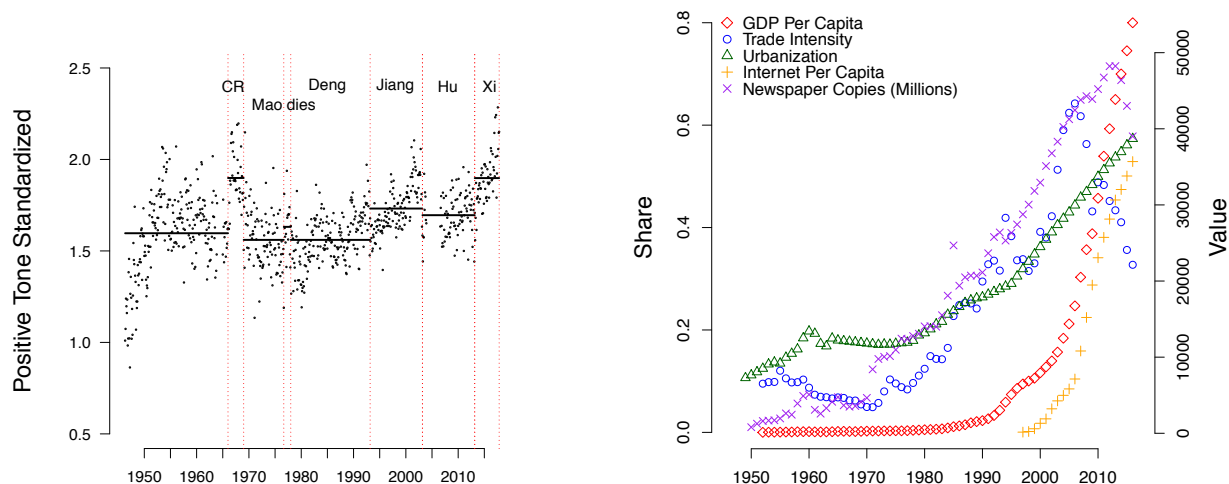 Positive Tone Standardized
2.5
2.0
1.5
1.0
0.5
CR
Mao dies
Deng
Jiang
Hu
Xi
1950 1960 1970 1980 1990 2000 2010
Share
0.8
0.6
0.4
0.2
0.0
GDP Per Capita
Trade Intensity
Urbanization
Internet Per Capita
Newspaper Copies (Millions)
1950 1960 1970 1980 1990 2000 2010
50000
40000
30000
20000
10000
0
Value